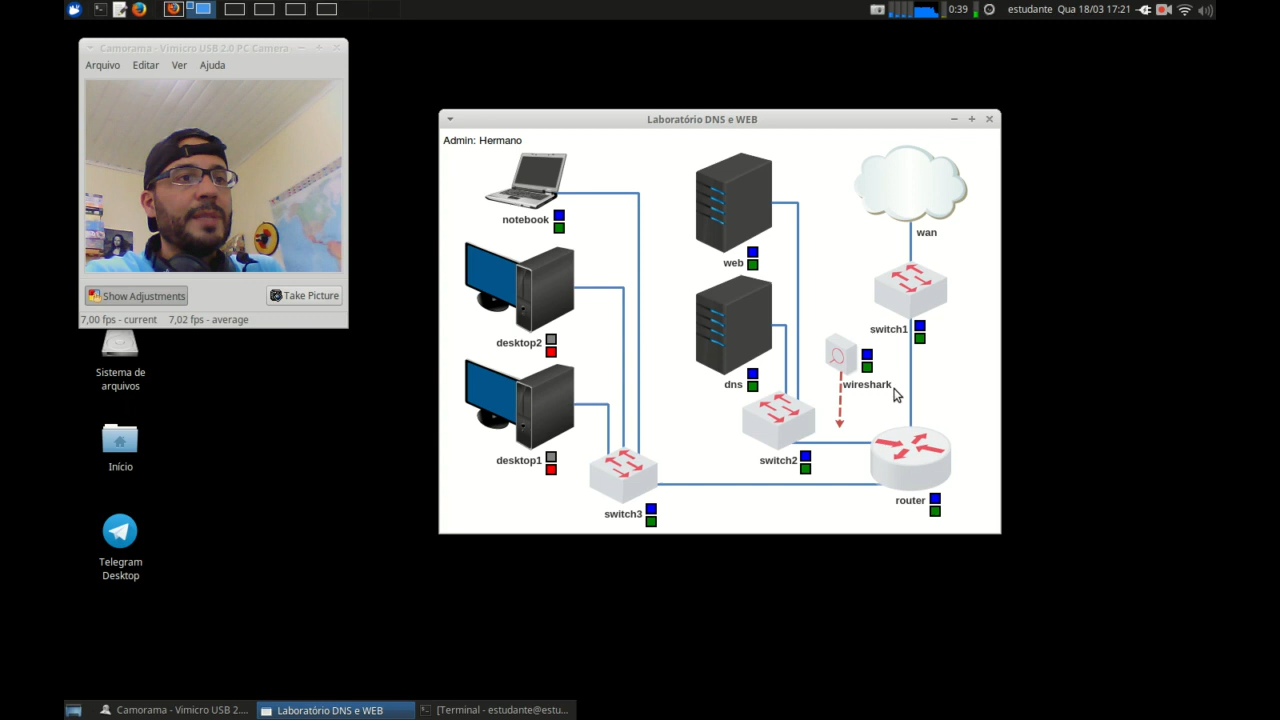 0:39 estudante Qua 18/03 17:21
Camorama - Vimicro USB 2.0 PC Camera
Arquivo Editar Ver Ajuda
Show Adjustments Take Picture
7,00 fps - current 7,02 fps - average
Sistema de
arquivos
Início
Telegram
Desktop
Laboratório DNS e WEB
Admin: Hermano
notebook
web
wan
desktop2
switch1
dns
wireshark
desktop1
switch2
router
switch3
Camorama - Vimicro USB 2.... Laboratório DNS e WEB [Terminal - estudante@estu...